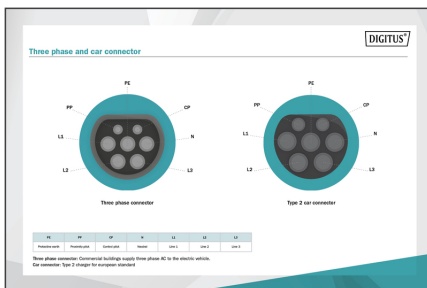 DIGITUS®
Three phase and car connector
PE
PP
CP
L1
N
L2
L3
Three phase connector
PE
PP
CP
L1
N
L2
L3
Type 2 car connector
PE PP CP N L1 L2 L3
Protective earth Proximity pilot Control pilot Neutral Line 1 Line 2 Line 3
Three phase connector: Commercial buildings supply three phase AC to the electric vehicle.
Car connector: Type 2 charger for european standard